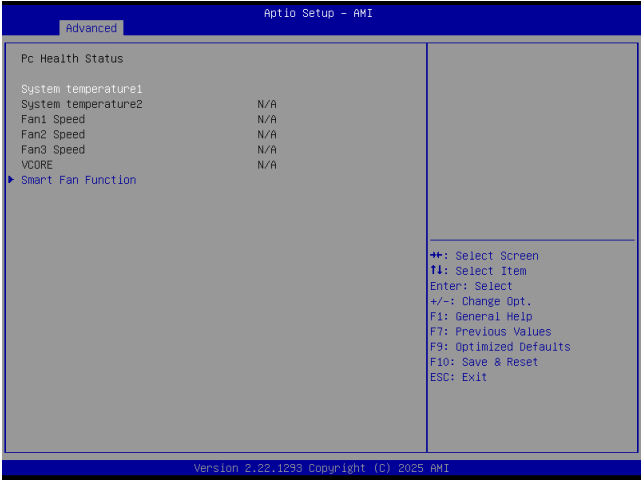 Aptio Setup - AMI
Advanced
Pc Health Status
System temperature1
System temperature2 N/A
Fan1 Speed N/A
Fan2 Speed N/A
Fan3 Speed N/A
VCORE N/A
Smart Fan Function
→←: Select Screen
↑↓: Select Item
Enter: Select
+/-: Change Opt.
F1: General Help
F7: Previous Values
F9: Optimized Defaults
F10: Save & Reset
ESC: Exit
Version 2.22.1293 Copyright (C) 2025 AMI